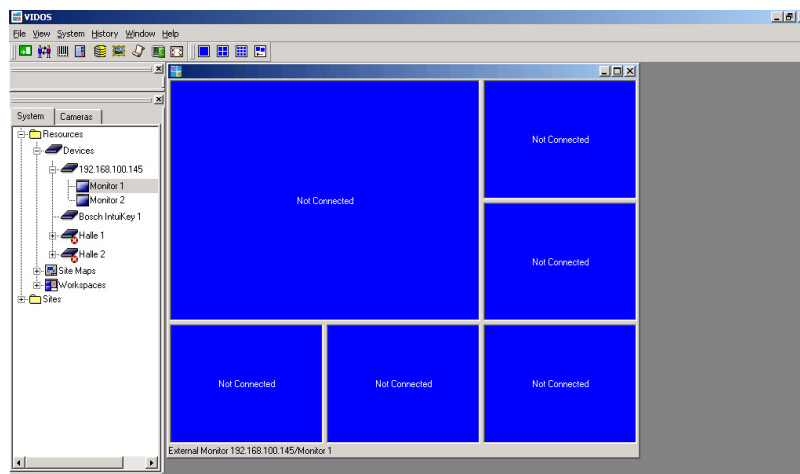 VIDOS
File View System History Window Help
System Cameras
Resources
Devices
192.168.100.145
Monitor 1
Monitor 2
Bosch IntuiKey 1
Halle 1
Halle 2
Site Maps
Workspaces
Sites
Not Connected
Not Connected
Not Connected
Not Connected
Not Connected
Not Connected
External Monitor 192.168.100.145/Monitor 1